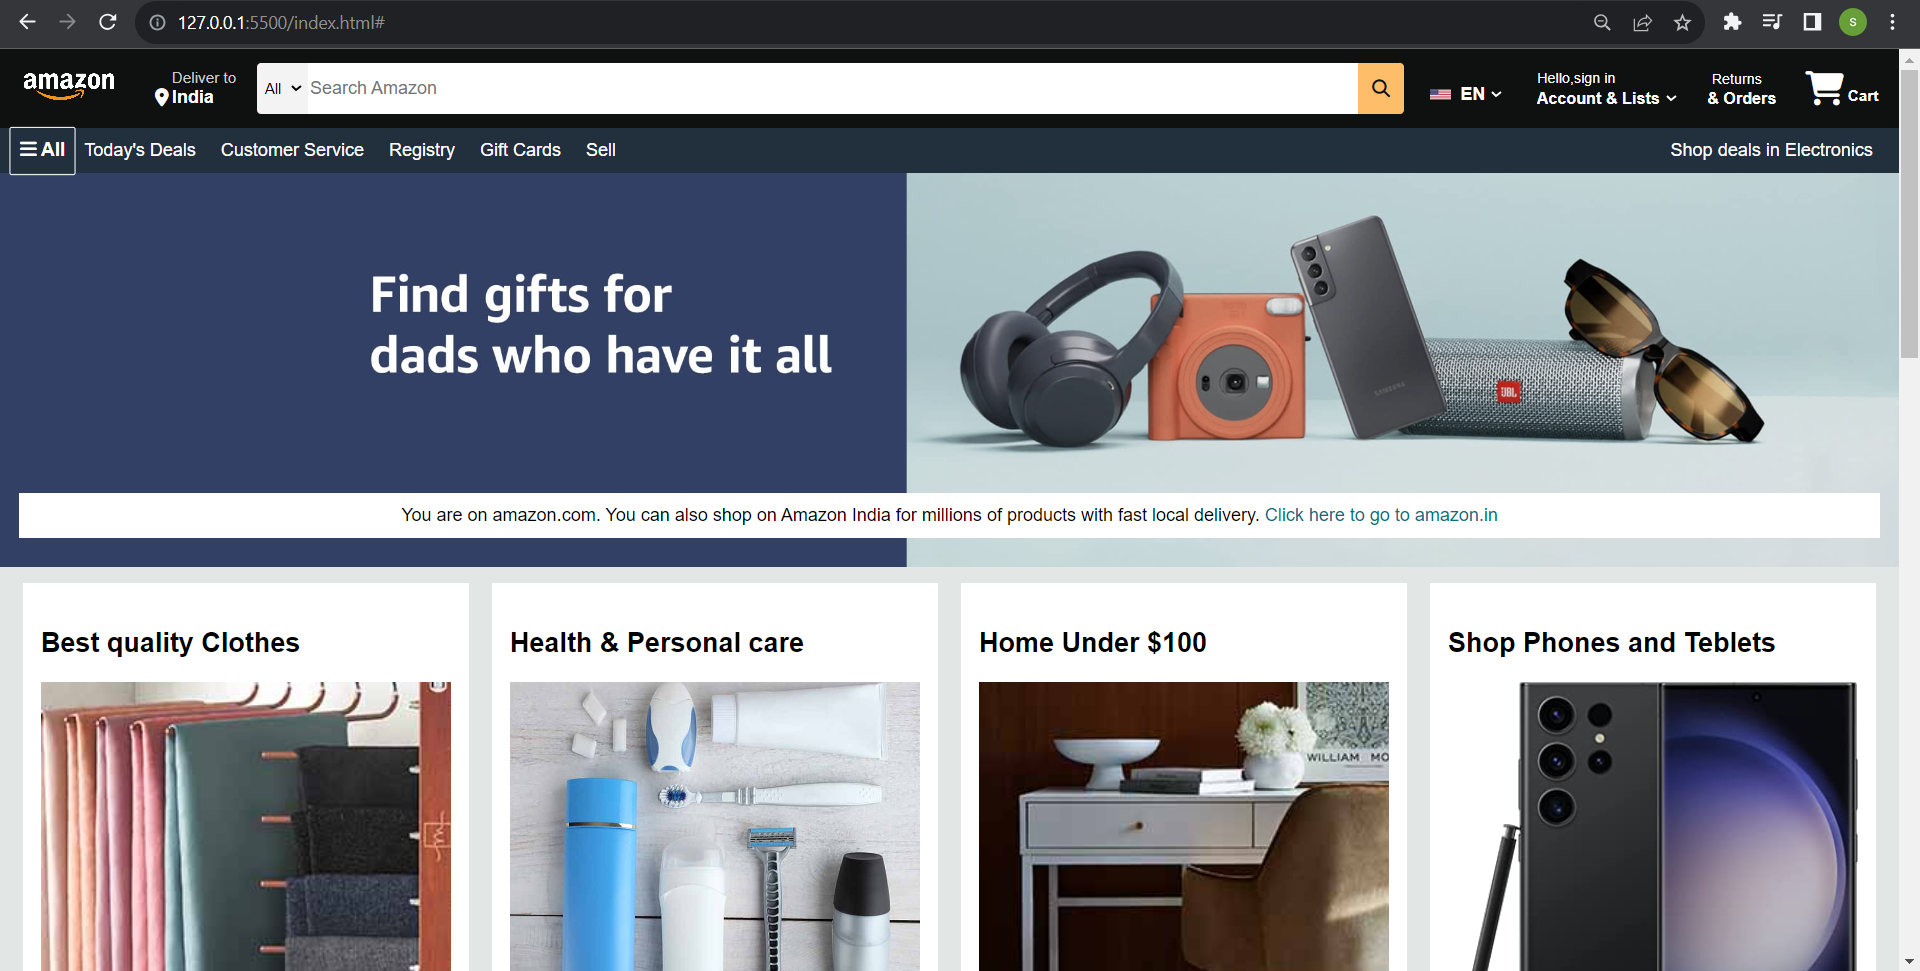 127.0.0.1:5500/index.html#
S
amazon
Deliver to
India
All
Search Amazon
EN
Hello,sign in
Account & Lists
Returns
& Orders
Cart
All
Today's Deals
Customer Service
Registry
Gift Cards
Sell
Shop deals in Electronics
Find gifts for
dads who have it all
SAMSUNG
JBL
You are on amazon.com. You can also shop on Amazon India for millions of products with fast local delivery. Click here to go to amazon.in
Best quality Clothes
Health & Personal care
Home Under $100
Shop Phones and Teblets
WILLIAM MO